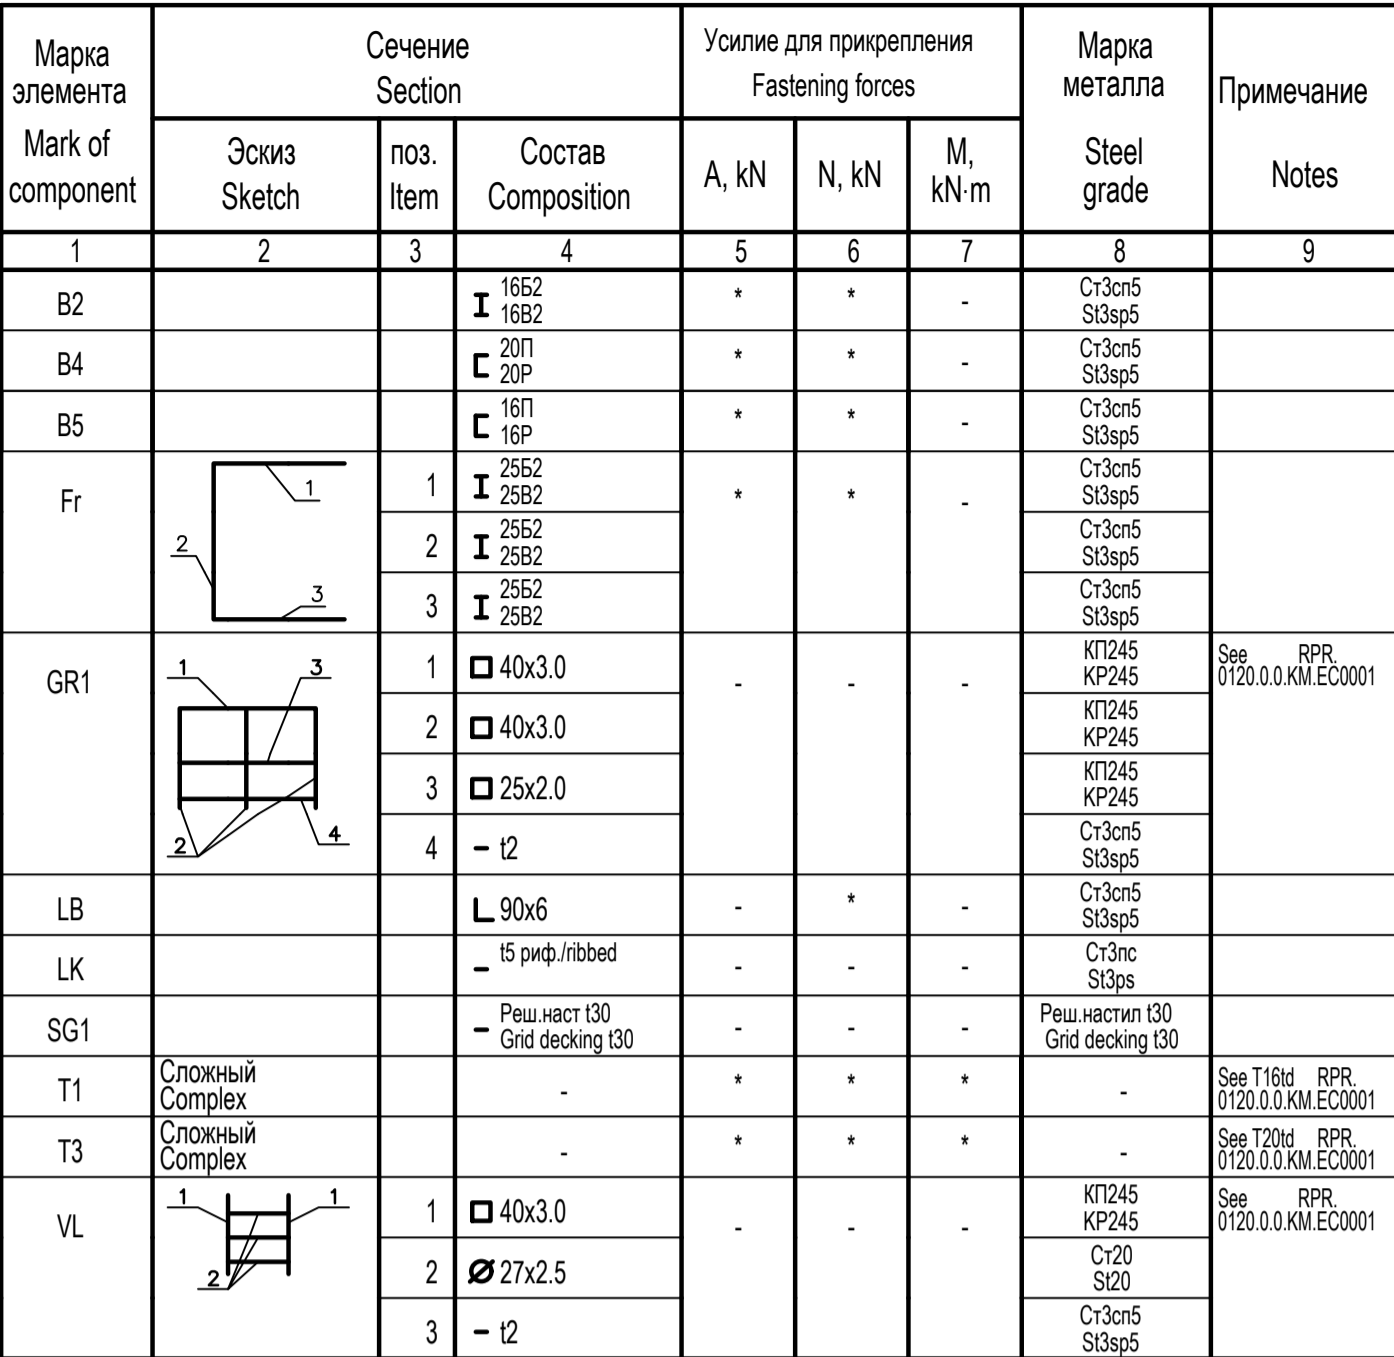 Марка
элемента
Mark of
component
Сечение
Section
Усилие для прикрепления
Fastening forces
Марка
металла
Steel
grade
Примечание
Notes
Эскиз
Sketch
поз.
Item
Состав
Composition
A, kN
N, kN
M,
kN·m
1 2 3 4 5 6 7 8 9
B2
16Б2
16B2
* * -
Ст3сп5
St3sp5
B4
20П
20P
* * -
Ст3сп5
St3sp5
B5
16П
16P
* * -
Ст3сп5
St3sp5
Fr
1
2
3
1
25Б2
25B2
* * -
Ст3сп5
St3sp5
2
25Б2
25B2
Ст3сп5
St3sp5
3
25Б2
25B2
Ст3сп5
St3sp5
GR1
1
3
2
4
1
40x3.0
- - -
КП245
KP245
See RPR.
0120.0.0.KM.EC0001
2
40x3.0
КП245
KP245
3
25x2.0
КП245
KP245
4
- t2
Ст3сп5
St3sp5
LB
90x6
- * -
Ст3сп5
St3sp5
LK
- t5 риф./ribbed
- - -
Ст3пс
St3ps
SG1
- Реш.наст t30
Grid decking t30
- - -
Реш.настил t30
Grid decking t30
T1
Сложный
Complex
-
* * *
-
See T16td RPR.
0120.0.0.KM.EC0001
T3
Сложный
Complex
-
* * *
-
See T20td RPR.
0120.0.0.KM.EC0001
VL
1 1
2
1
40x3.0
- - -
КП245
KP245
See RPR.
0120.0.0.KM.EC0001
2
Ø 27x2.5
Ст20
St20
3
- t2
Ст3сп5
St3sp5